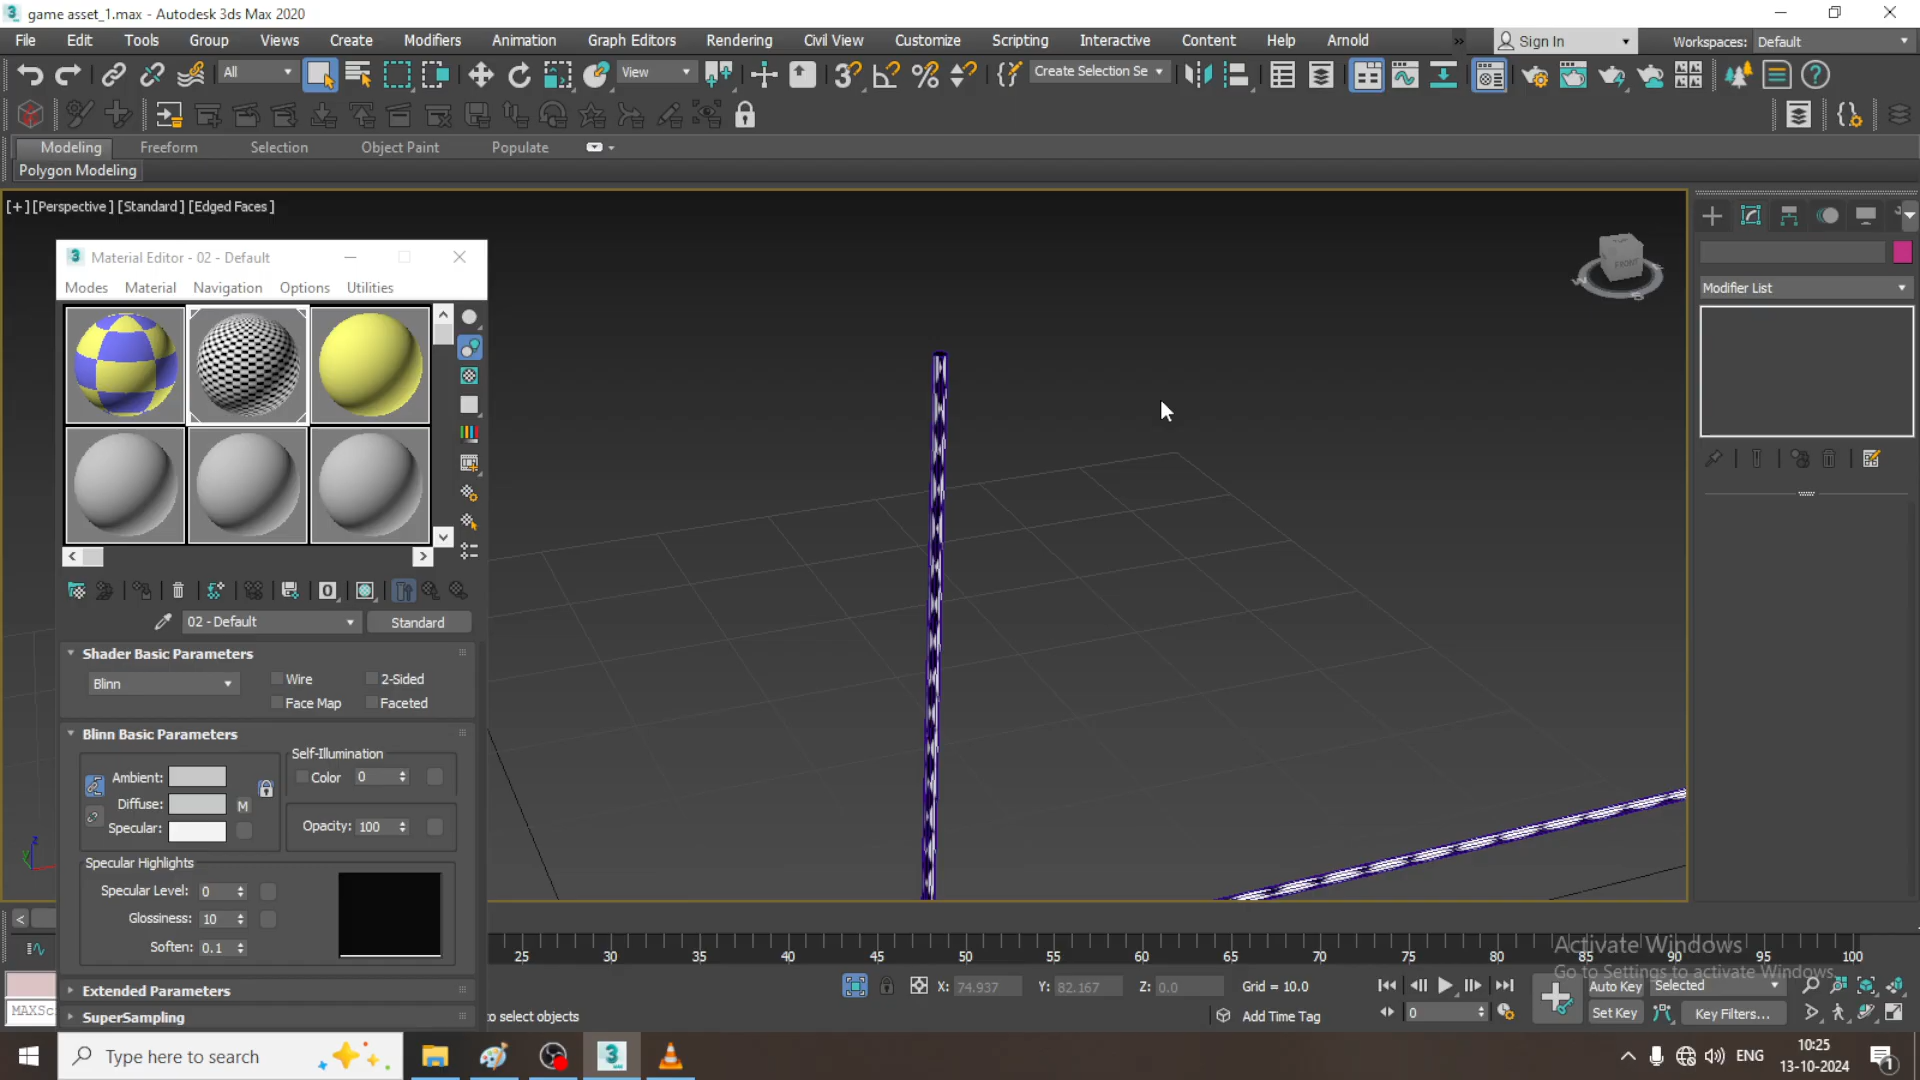 game asset_1.max - Autodesk 3ds Max 2020
File Edit Tools Group Views Create Modifiers Animation Graph Editors Rendering Civil View Customize Scripting Interactive Content Help Arnold » Sign In Workspaces: Default
All View Create Selection Se
Modeling Freeform Selection Object Paint Populate
Polygon Modeling
[+] [Perspective] [Standard] [Edged Faces]
FRONT
Material Editor - 02 - Default
Modes Material Navigation Options Utilities
Modifier List
02 - Default Standard
Shader Basic Parameters
Blinn Wire 2-Sided
Face Map Faceted
Blinn Basic Parameters
Self-Illumination
Ambient: Color 0
Diffuse: M
Specular: Opacity: 100
Specular Highlights
Specular Level: 0
Glossiness: 10
Soften: 0.1
Extended Parameters
SuperSampling
25 30 35 40 45 50 55 60 65 70 75 80 85 90 95 100
Activate Windows
Go to Settings to activate Windows.
X: 74.937 Y: 82.167 Z: 0.0 Grid = 10.0 Auto Key Selected
MAXSc to select objects Add Time Tag 0 Set Key Key Filters...
Type here to search
ENG 10:25
13-10-2024
1